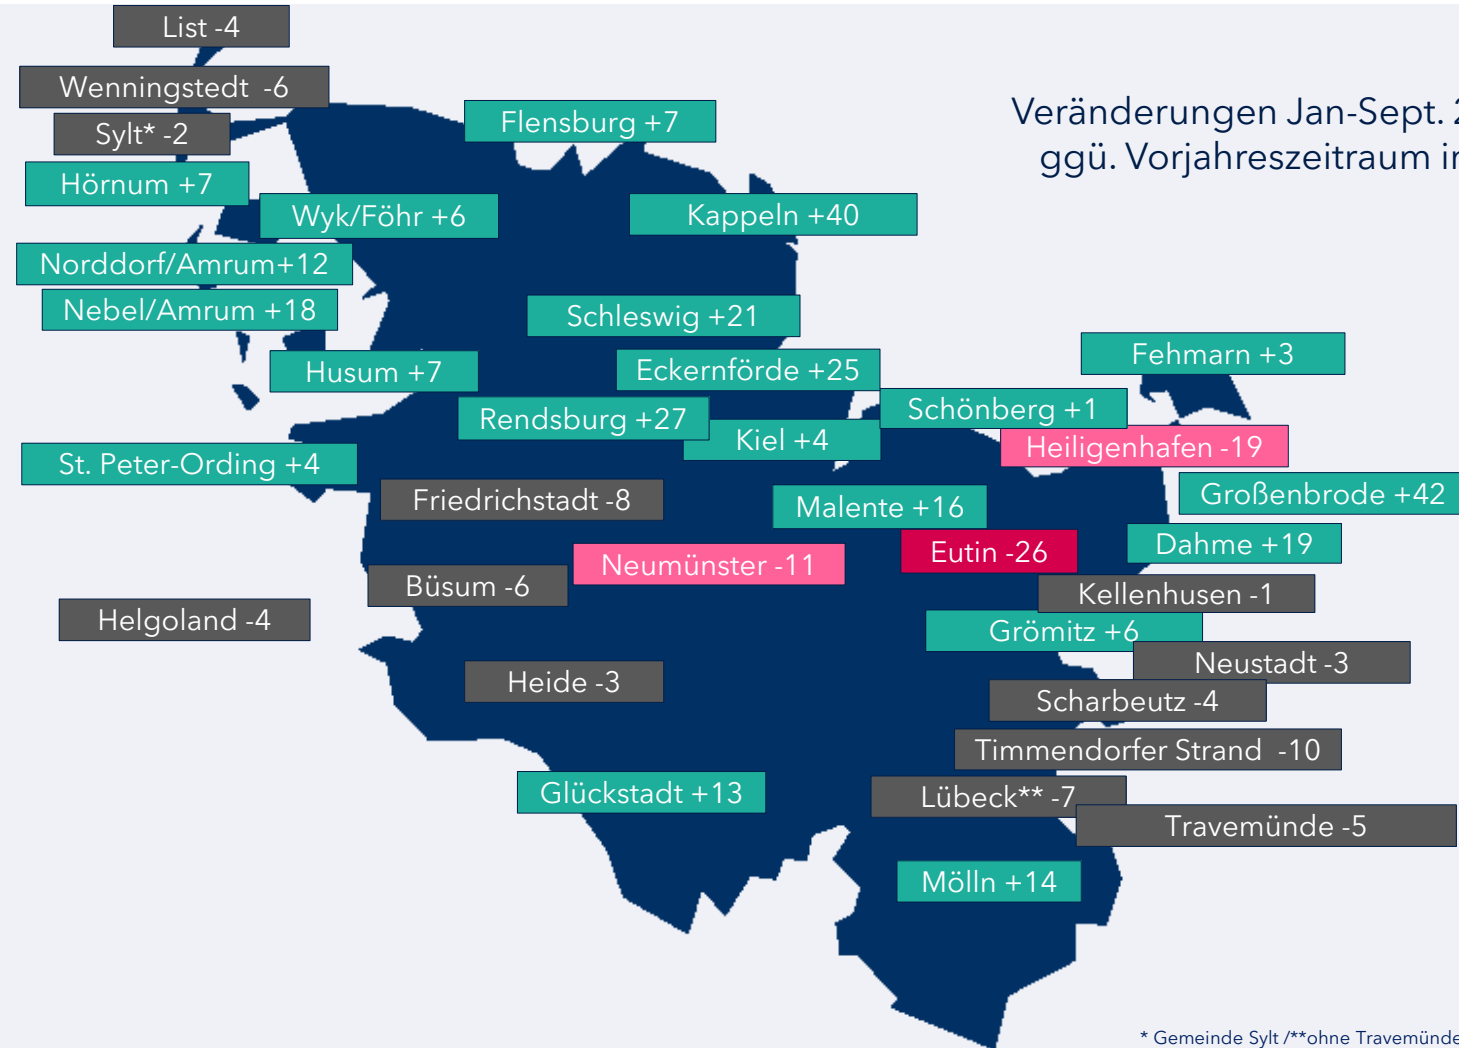 List -4
Wenningstedt -6
Sylt* -2
Hörnum +7
Flensburg +7
Veränderungen Jan-Sept. 2
ggü. Vorjahreszeitraum in
Wyk/Föhr +6
Kappeln +40
Norddorf/Amrum+12
Nebel/Amrum +18
Schleswig +21
Husum +7
Eckernförde +25
Fehmarn +3
Rendsburg +27
Kiel +4
Schönberg +1
Heiligenhafen -19
St. Peter-Ording +4
Friedrichstadt -8
Malente +16
Großenbrode +42
Neumünster -11
Eutin -26
Dahme +19
Büsum -6
Kellenhusen -1
Helgoland -4
Grömitz +6
Neustadt -3
Heide -3
Scharbeutz -4
Timmendorfer Strand -10
Glückstadt +13
Lübeck** -7
Travemünde -5
Mölln +14
* Gemeinde Sylt /**ohne Travemünde